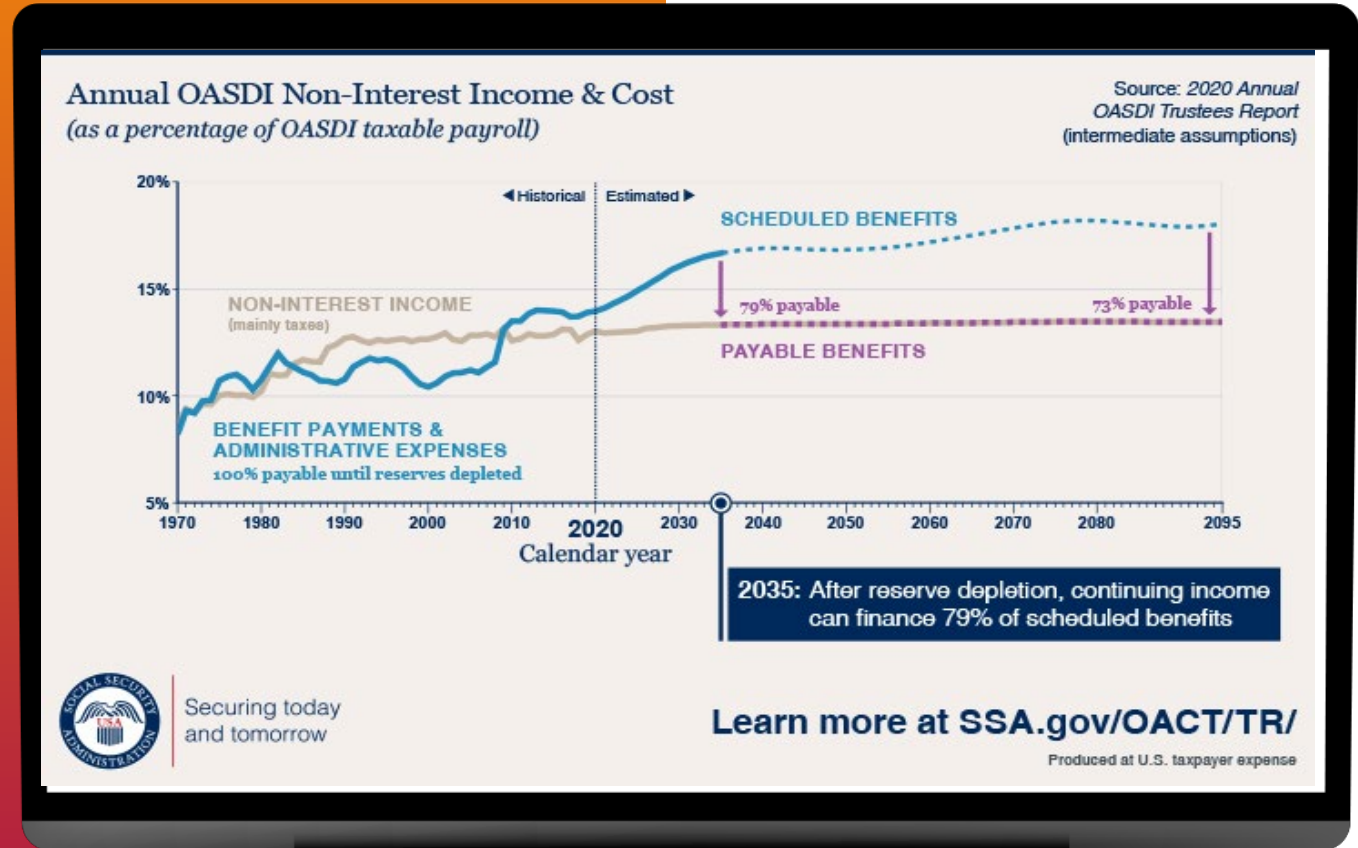 Annual OASDI Non-Interest Income & Cost
(as a percentage of OASDI taxable payroll)
Source: 2020 Annual
OASDI Trustees Report
(intermediate assumptions)
20%
15%
10%
5%
◀ Historical
Estimated ▶
SCHEDULED BENEFITS
NON-INTEREST INCOME
(mainly taxes)
79% payable
73% payable
PAYABLE BENEFITS
BENEFIT PAYMENTS &
ADMINISTRATIVE EXPENSES
100% payable until reserves depleted
1970 1980 1990 2000 2010 2020 2030 2040 2050 2060 2070 2080 2095
Calendar year
2035: After reserve depletion, continuing income
can finance 79% of scheduled benefits
SOCIAL SECURITY
USA
ADMINISTRATION
Securing today
and tomorrow
Learn more at SSA.gov/OACT/TR/
Produced at U.S. taxpayer expense